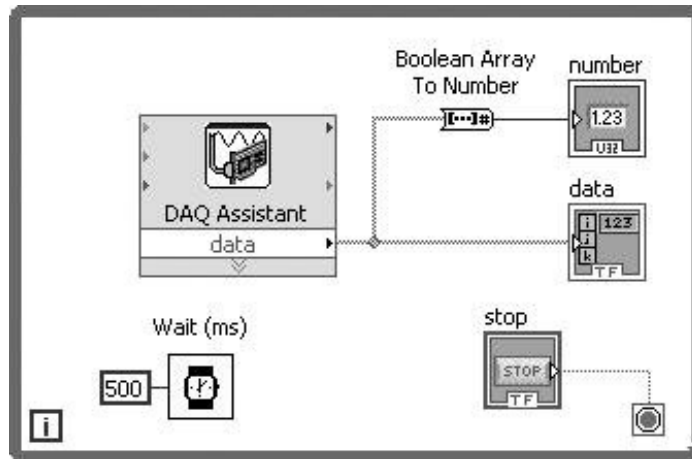 Boolean Array
To Number
number
[···]#
1.23
U32
DAQ Assistant
data
data
i
123
j
k
TF
Wait (ms)
stop
500
STOP
TF
i